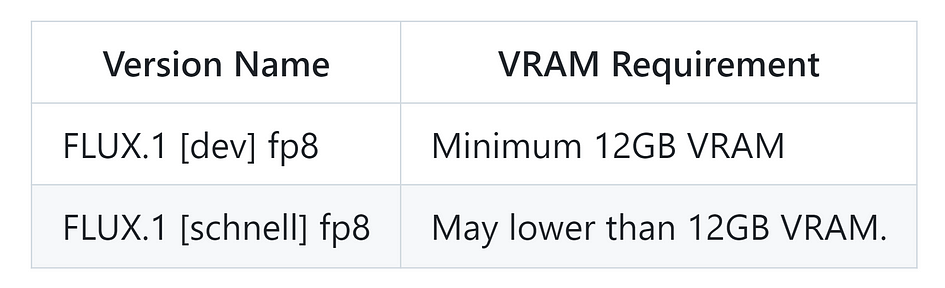 Version Name VRAM Requirement
FLUX.1 [dev] fp8 Minimum 12GB VRAM
FLUX.1 [schnell] fp8 May lower than 12GB VRAM.